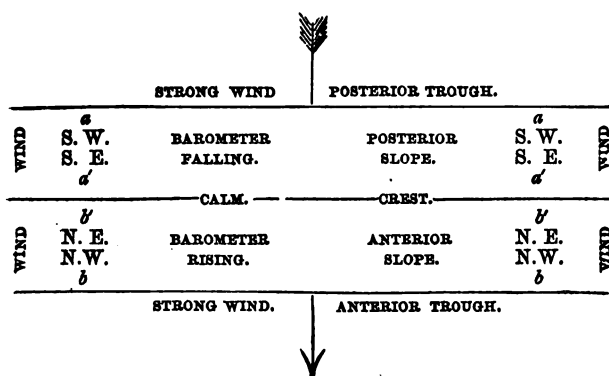 STRONG WIND POSTERIOR TROUGH.
a a
WIND S. W. BAROMETER POSTERIOR S. W. WIND
S. E. FALLING. SLOPE. S. E.
a' a'
CALM. CREST.
b' b'
WIND N. E. BAROMETER ANTERIOR N. E. WIND
N.W. RISING. SLOPE. N.W.
b b
STRONG WIND. ANTERIOR TROUGH.